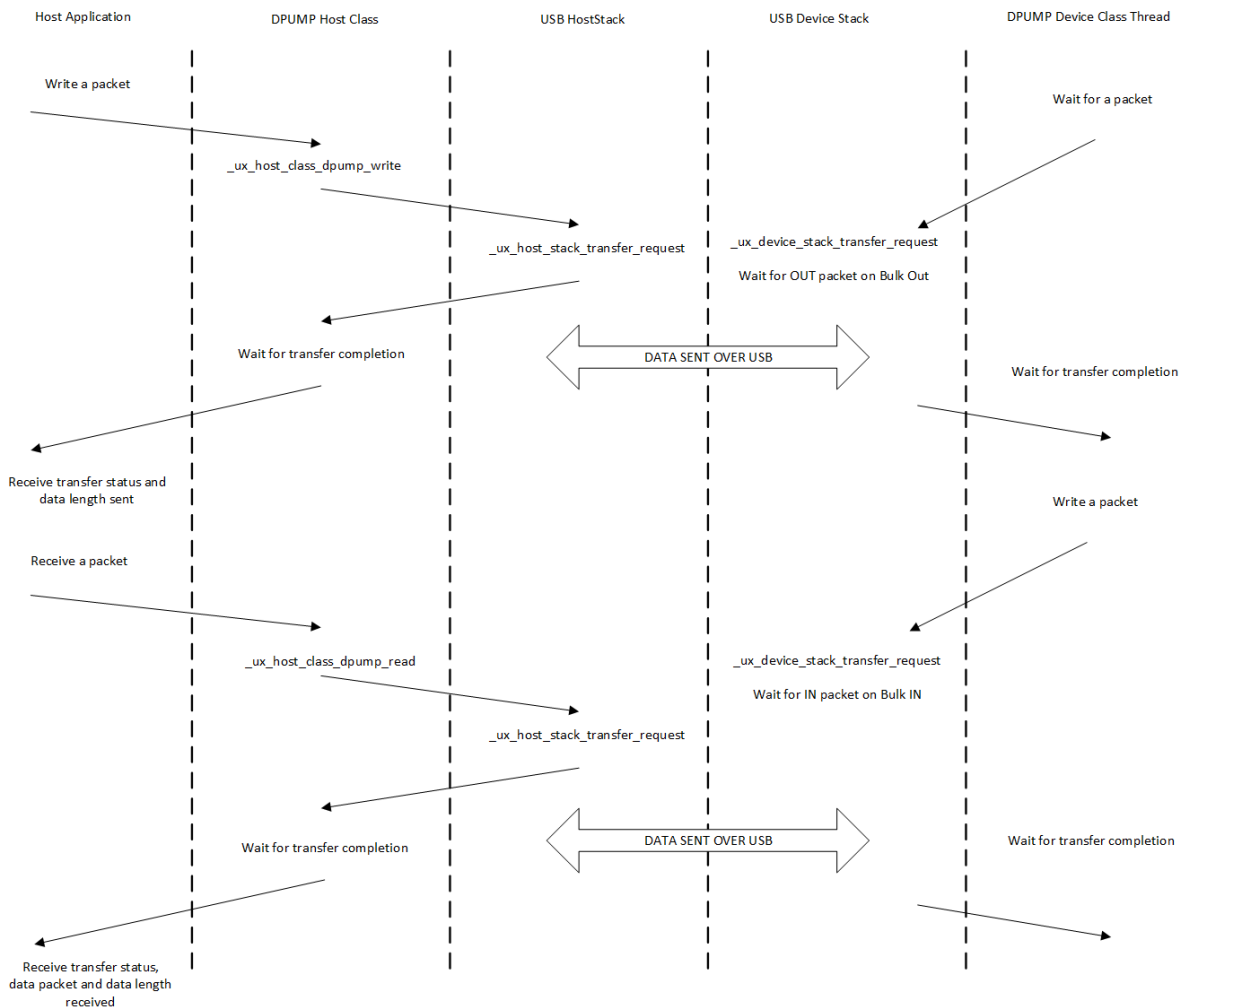 Host Application
DPUMP Host Class
USB HostStack
USB Device Stack
DPUMP Device Class Thread
Write a packet
Wait for a packet
_ux_host_class_dpump_write
_ux_host_stack_transfer_request
_ux_device_stack_transfer_request
Wait for OUT packet on Bulk Out
Wait for transfer completion
DATA SENT OVER USB
Wait for transfer completion
Receive transfer status and
data length sent
Write a packet
Receive a packet
_ux_host_class_dpump_read
_ux_device_stack_transfer_request
Wait for IN packet on Bulk IN
_ux_host_stack_transfer_request
Wait for transfer completion
DATA SENT OVER USB
Wait for transfer completion
Receive transfer status,
data packet and data length
received